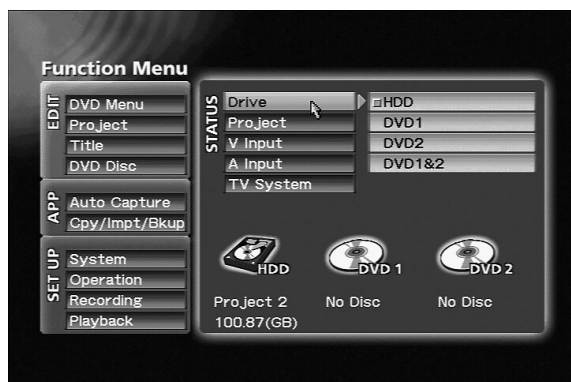 Function Menu
EDIT
DVD Menu
Project
Title
DVD Disc
APP
Auto Capture
Cpy/Impt/Bkup
SET UP
System
Operation
Recording
Playback
STATUS
Drive
Project
V Input
A Input
TV System
HDD
DVD1
DVD2
DVD1&2
HDD
DVD 1
DVD 2
Project 2
No Disc
No Disc
100.87(GB)